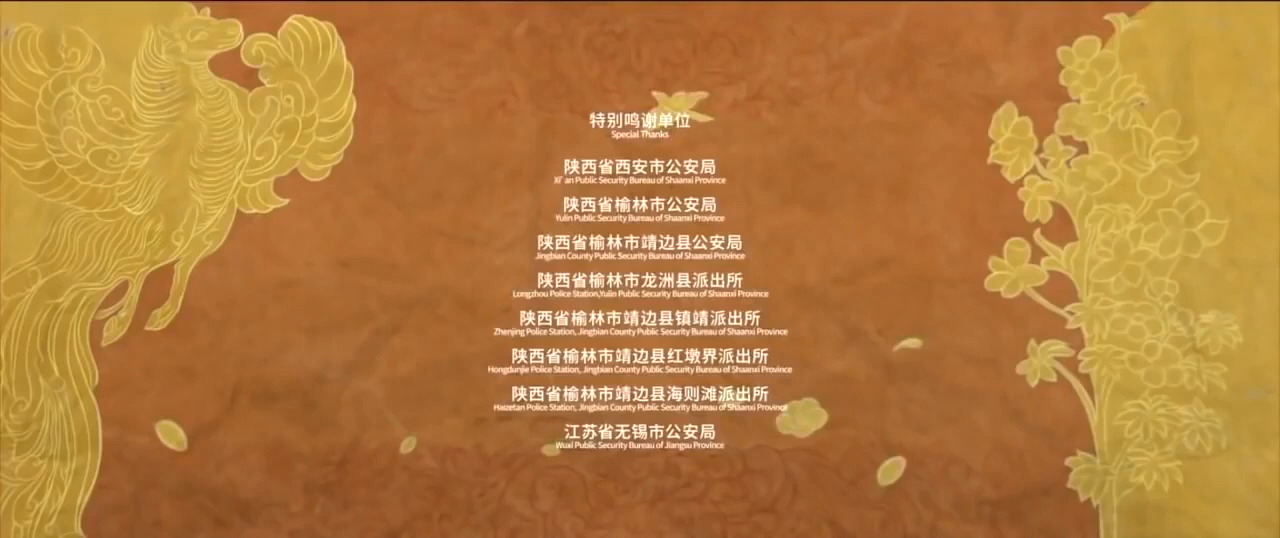 特别鸣谢单位
Special Thanks
陕西省西安市公安局
Xi' an Public Security Bureau of Shaanxi Province
陕西省榆林市公安局
Yulin Public Security Bureau of Shaanxi Province
陕西省榆林市靖边县公安局
Jingbian County Public Security Bureau of Shaanxi Province
陕西省榆林市龙洲县派出所
Longzhou Police Station,Yulin Public Security Bureau of Shaanxi Province
陕西省榆林市靖边县镇靖派出所
Zhenjing Police Station, Jingbian County Public Security Bureau of Shaanxi Province
陕西省榆林市靖边县红墩界派出所
Hongdunjie Police Station, Jingbian County Public Security Bureau of Shaanxi Province
陕西省榆林市靖边县海则滩派出所
Haizetan Police Station, Jingbian County Public Security Bureau of Shaanxi Province
江苏省无锡市公安局
Wuxi Public Security Bureau of Jiangsu Province